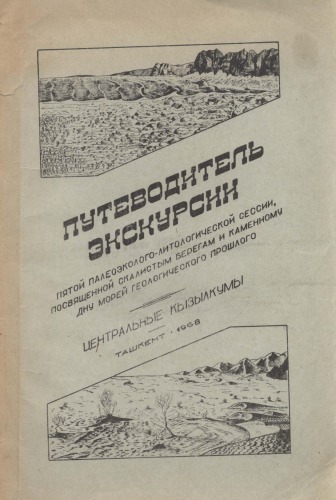 ПУТЕВОДИТЕЛЬ
ЭКСКУРСИИ
ПЯТОЙ ПАЛЕОЭКОЛОГО-ЛИТОЛОГИЧЕСКОЙ СЕССИИ,
ПОСВЯЩЕННОЙ СКАЛИСТЫМ БЕРЕГАМ И КАМЕННОМУ
ДНУ МОРЕЙ ГЕОЛОГИЧЕСКОГО ПРОШЛОГО
ЦЕНТРАЛЬНЫЕ КЫЗЫЛКУМЫ
ТАШКЕНТ - 1968